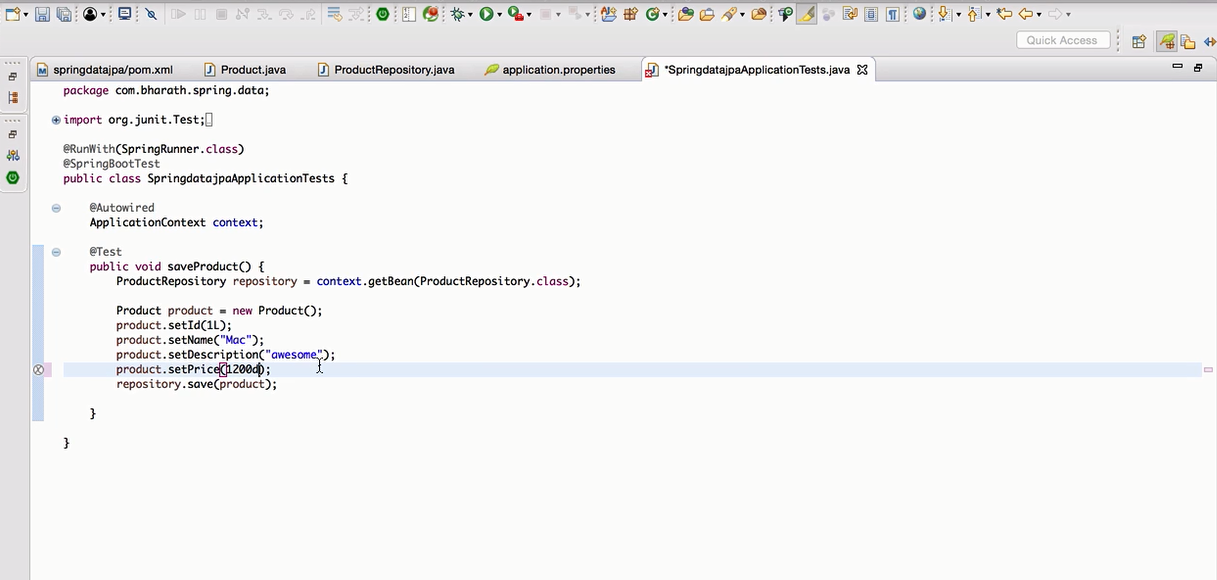 Quick Access
springdatajpa/pom.xml Product.java ProductRepository.java application.properties *SpringdatajpaApplicationTests.java
package com.bharath.spring.data;
import org.junit.Test;
@RunWith(SpringRunner.class)
@SpringBootTest
public class SpringdatajpaApplicationTests {
@Autowired
ApplicationContext context;
@Test
public void saveProduct() {
ProductRepository repository = context.getBean(ProductRepository.class);
Product product = new Product();
product.setId(1L);
product.setName("Mac");
product.setDescription("awesome");
product.setPrice(1200d);
repository.save(product);
}
}